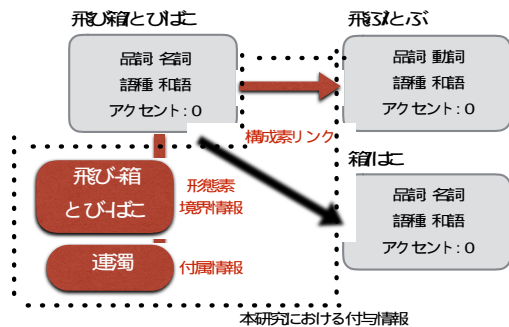 飛び箱/とびばこ
品詞 名詞
語種 和語
アクセント：0
飛ぶ/とぶ
品詞 動詞
語種 和語
アクセント：0
構成素リンク
箱/はこ
品詞 名詞
語種 和語
アクセント：0
飛び-箱
とび-ばこ
形態素
境界情報
連濁
付属情報
本研究における付与情報